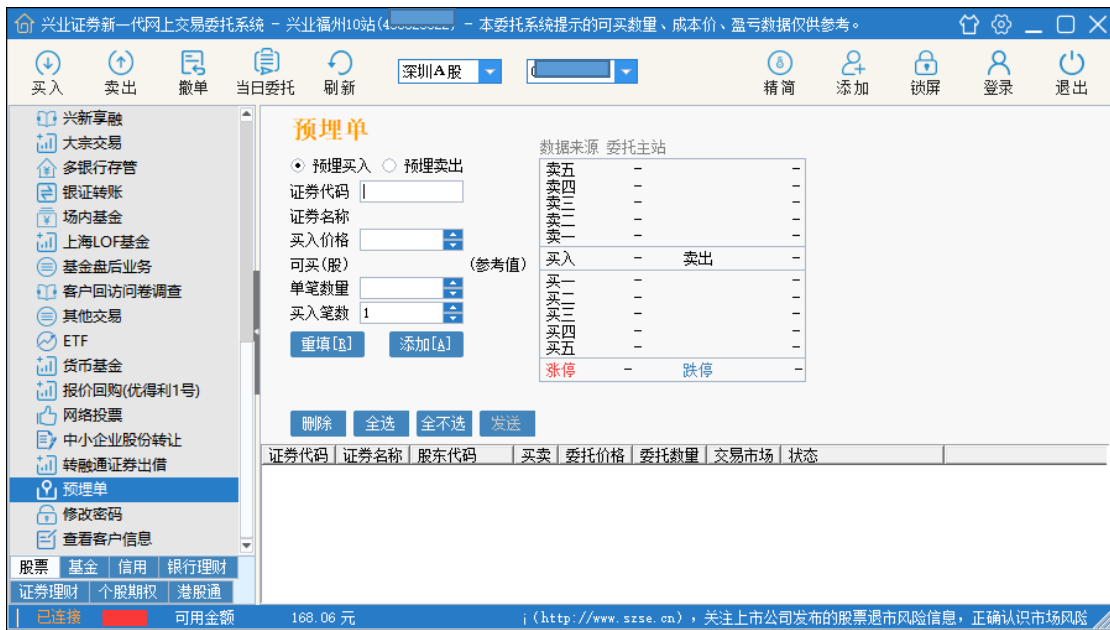 兴业证券新一代网上交易委托系统 - 兴业福州10站(4 - 本委托系统提示的可买数量、成本价、盈亏数据仅供参考。
买入 卖出 撤单 当日委托 刷新 深圳A股 精简 添加 锁屏 登录 退出
兴新享融
大宗交易
多银行存管
银证转账
场内基金
上海LOF基金
基金盘后业务
客户回访问卷调查
其他交易
ETF
货币基金
报价回购(优得利1号)
网络投票
中小企业股份转让
转融通证券出借
预埋单
修改密码
查看客户信息
股票 基金 信用 银行理财
证券理财 个股期权 港股通
预埋单
预埋买入 预埋卖出
证券代码
证券名称
买入价格
可买(股) (参考值)
单笔数量
买入笔数 1
重填[R] 添加[A]
数据来源 委托主站
卖五 - -
卖四 - -
卖三 - -
卖二 - -
卖一 - -
买入 - 卖出 -
买一 - -
买二 - -
买三 - -
买四 - -
买五 - -
涨停 - 跌停 -
删除 全选 全不选 发送
证券代码 证券名称 股东代码 买卖 委托价格 委托数量 交易市场 状态
已连接 可用金额 168.06 元 (http://www.szse.cn)，关注上市公司发布的股票退市风险信息，正确认识市场风险